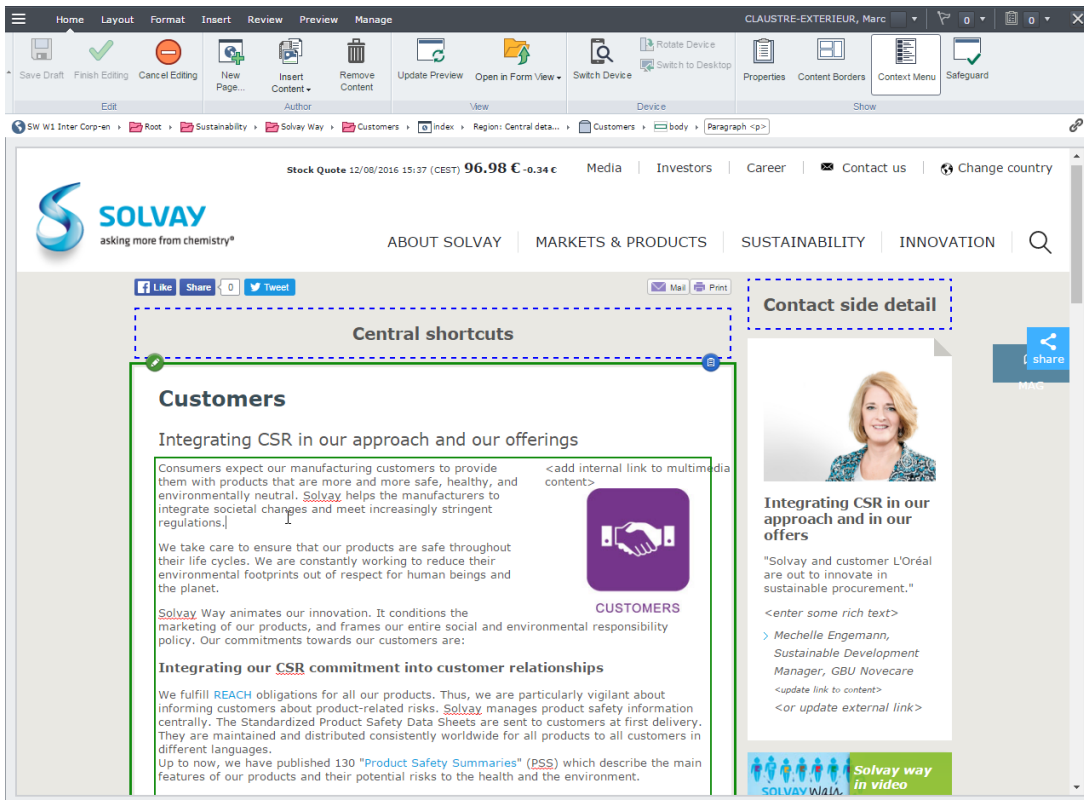 Home Layout Format Insert Review Preview Manage
CLAUSTRE-EXTERIEUR, Marc 0 0
Save Draft Finish Editing Cancel Editing
New Page...
Insert Content
Remove Content
Update Preview Open in Form View
Switch Device
Rotate Device
Switch to Desktop
Properties Content Borders Context Menu Safeguard
Edit Author View Device Show
SW W1 Inter Corp-en Root Sustainability Solvay Way Customers index Region: Central deta... Customers body Paragraph <p>
Stock Quote 12/08/2016 15:37 (CEST) 96.98 € -0.34 €
Media Investors Career Contact us Change country
SOLVAY
asking more from chemistry®
ABOUT SOLVAY MARKETS & PRODUCTS SUSTAINABILITY INNOVATION
Like Share 0 Tweet
Mail Print
Central shortcuts
Customers
Integrating CSR in our approach and our offerings
Consumers expect our manufacturing customers to provide
them with products that are more and more safe, healthy, and
environmentally neutral. Solvay helps the manufacturers to
integrate societal changes and meet increasingly stringent
regulations.
<add internal link to multimedia
content>
CUSTOMERS
We take care to ensure that our products are safe throughout
their life cycles. We are constantly working to reduce their
environmental footprints out of respect for human beings and
the planet.
Solvay Way animates our innovation. It conditions the
marketing of our products, and frames our entire social and environmental responsibility
policy. Our commitments towards our customers are:
Integrating our CSR commitment into customer relationships
We fulfill REACH obligations for all our products. Thus, we are particularly vigilant about
informing customers about product-related risks. Solvay manages product safety information
centrally. The Standardized Product Safety Data Sheets are sent to customers at first delivery.
They are maintained and distributed consistently worldwide for all products to all customers in
different languages.
Up to now, we have published 130 "Product Safety Summaries" (PSS) which describe the main
features of our products and their potential risks to the health and the environment.
Contact side detail
share
MAG
Integrating CSR in our
approach and in our
offers
"Solvay and customer L'Oréal
are out to innovate in
sustainable procurement."
<enter some rich text>
Mechelle Engemann,
Sustainable Development
Manager, GBU Novecare
<update link to content>
<or update external link>
SOLVAY WAY
Solvay way
in video